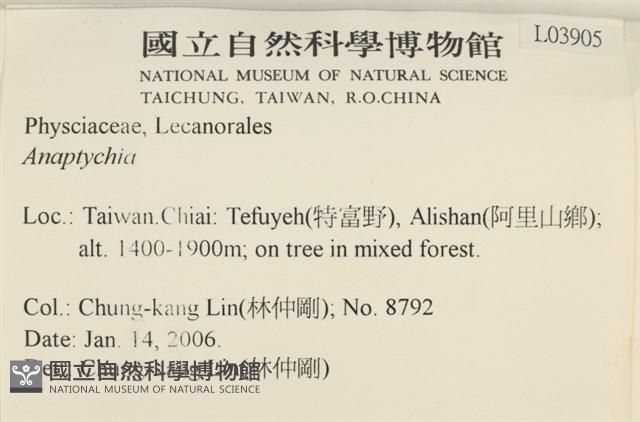 國立自然科學博物館
L03905
NATIONAL MUSEUM OF NATURAL SCIENCE
TAICHUNG, TAIWAN, R.O.CHINA
Physciaceae, Lecanorales
Anaptychia
Loc.: Taiwan.Chiai: Tefuyeh(特富野), Alishan(阿里山鄉);
alt. 1400-1900m; on tree in mixed forest.
Col.: Chung-kang Lin(林仲剛); No. 8792
Date: Jan. 14, 2006.
林仲剛)
國立自然科學博物館
NATIONAL MUSEUM OF NATURAL SCIENCE